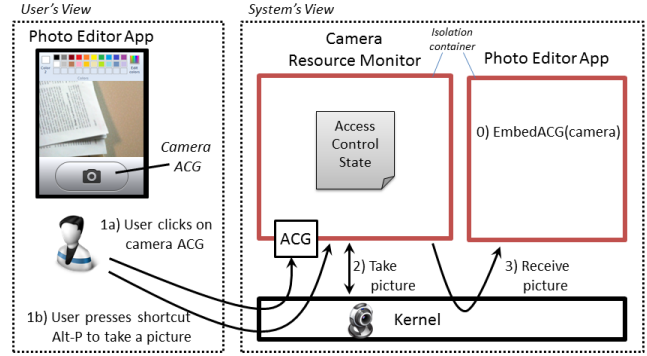 User's View
Photo Editor App
Camera
ACG
1a) User clicks on
camera ACG
1b) User presses shortcut
Alt-P to take a picture
System's View
Camera
Resource Monitor
Isolation
container
Photo Editor App
Access
Control
State
0) EmbedACG(camera)
ACG
2) Take
picture
3) Receive
picture
Kernel